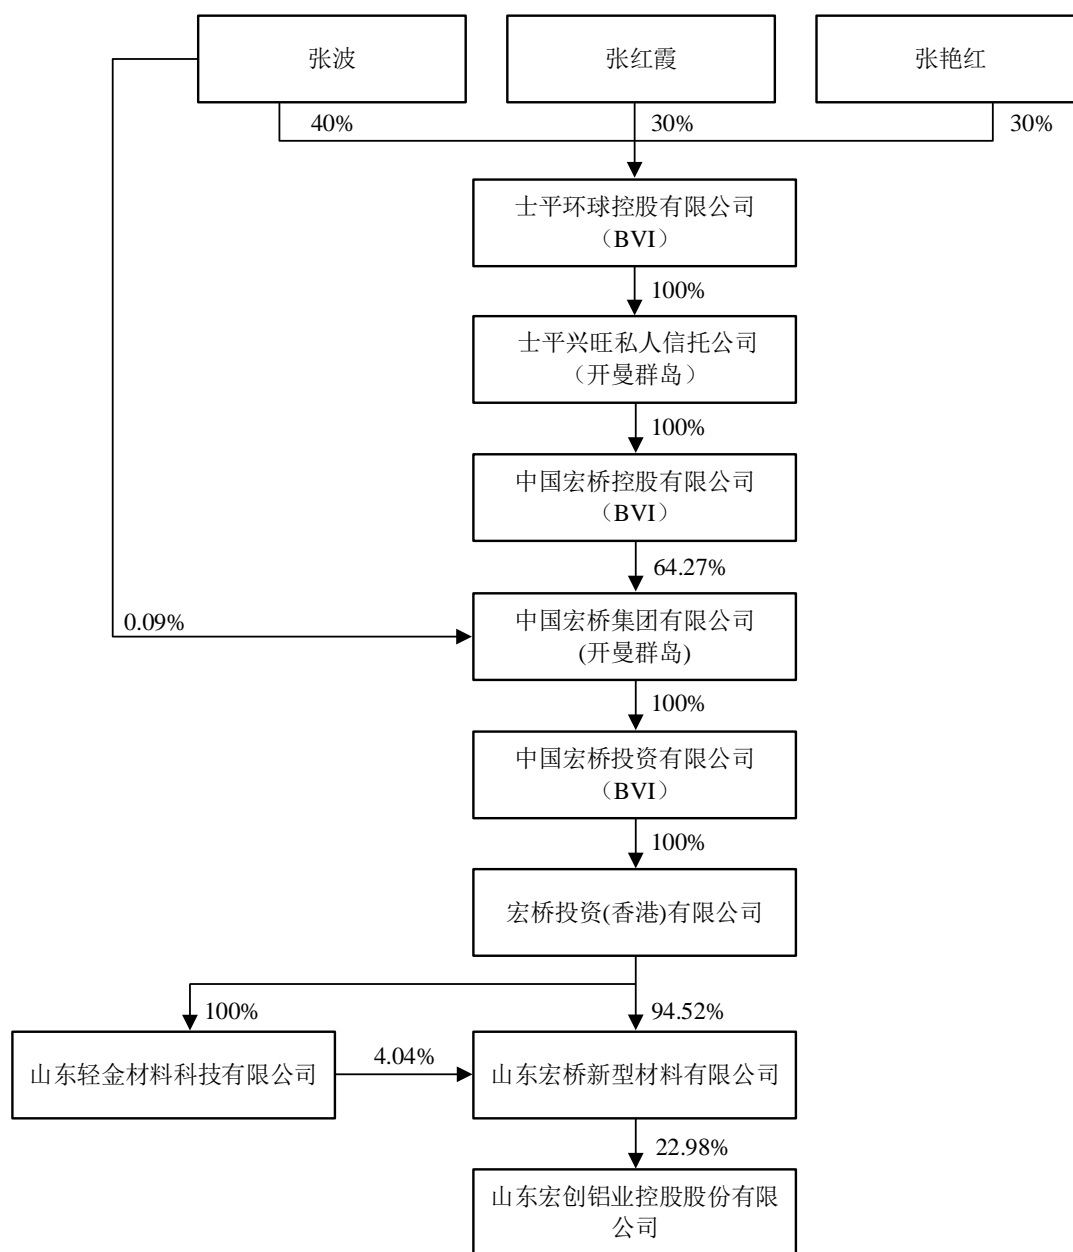 张波
张红霞
张艳红
40%
30%
30%
士平环球控股有限公司
（BVI）
100%
士平兴旺私人信托公司
（开曼群岛）
100%
中国宏桥控股有限公司
（BVI）
64.27%
0.09%
中国宏桥集团有限公司
(开曼群岛)
100%
中国宏桥投资有限公司
（BVI）
100%
宏桥投资(香港)有限公司
100%
94.52%
山东轻金材料科技有限公司
4.04%
山东宏桥新型材料有限公司
22.98%
山东宏创铝业控股股份有限
公司